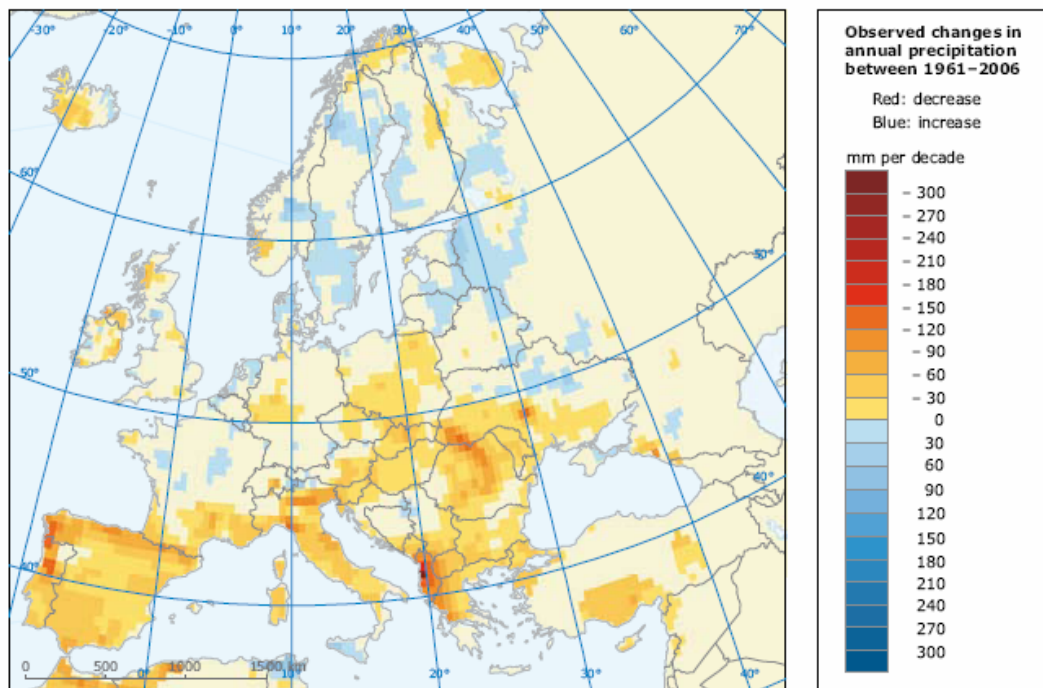 -30° -20° -10° 0° 10° 20° 30° 40° 50° 60° 70°
60°
50°
50°
40°
40°
0 500 1000 1500 km
0° 10° 20° 30° 40°
Observed changes in
annual precipitation
between 1961–2006
Red: decrease
Blue: increase
mm per decade
– 300
– 270
– 240
– 210
– 180
– 150
– 120
– 90
– 60
– 30
0
30
60
90
120
150
180
210
240
270
300